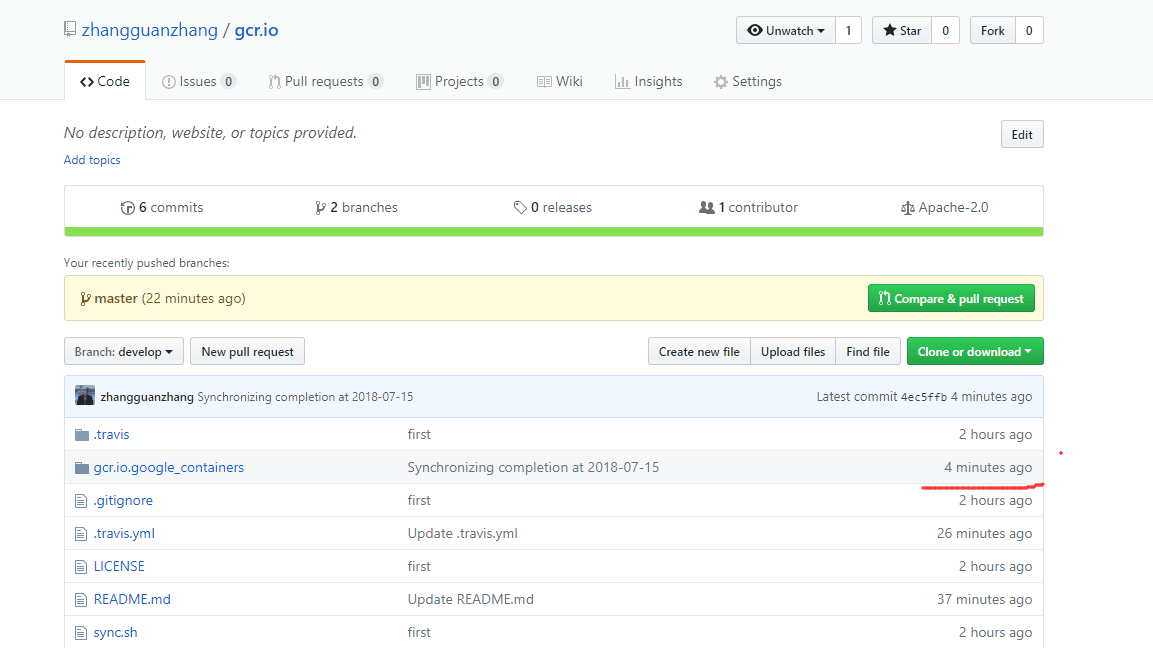 zhangguanzhang / gcr.io
Unwatch 1 Star 0 Fork 0
Code Issues 0 Pull requests 0 Projects 0 Wiki Insights Settings
No description, website, or topics provided. Edit
Add topics
6 commits 2 branches 0 releases 1 contributor Apache-2.0
Your recently pushed branches:
master (22 minutes ago) Compare & pull request
Branch: develop New pull request Create new file Upload files Find file Clone or download
zhangguanzhang Synchronizing completion at 2018-07-15 Latest commit 4ec5ffb 4 minutes ago
.travis first 2 hours ago
gcr.io.google_containers Synchronizing completion at 2018-07-15 4 minutes ago
.gitignore first 2 hours ago
.travis.yml Update .travis.yml 26 minutes ago
LICENSE first 2 hours ago
README.md Update README.md 37 minutes ago
sync.sh first 2 hours ago